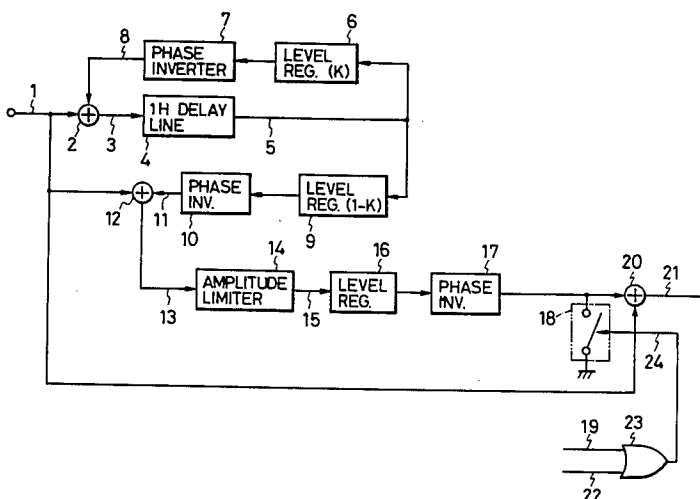 7
6
8
PHASE
INVERTER
LEVEL
REG. (K)
1
+
1H DELAY
LINE
2
3
4
5
+
PHASE
INV.
LEVEL
REG. (1-K)
12
11
10
9
14
16
17
20
21
AMPLITUDE
LIMITER
LEVEL
REG.
PHASE
INV.
+
13
15
18
24
19
23
22